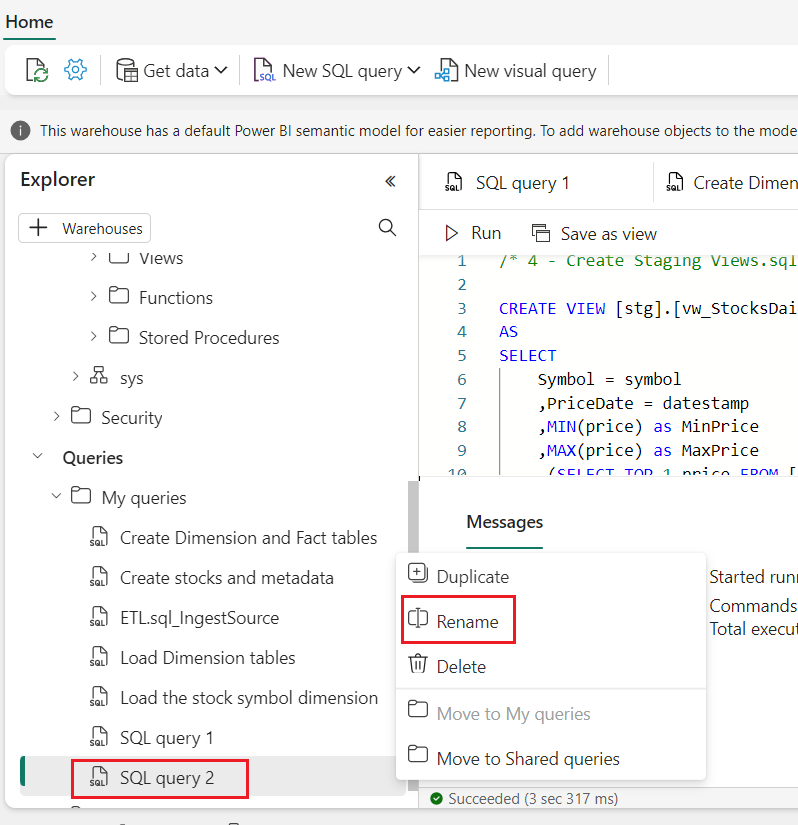 Home
Get data
New SQL query
New visual query
This warehouse has a default Power BI semantic model for easier reporting. To add warehouse objects to the mode
Explorer
Warehouses
Views
Functions
Stored Procedures
sys
Security
Queries
My queries
Create Dimension and Fact tables
Create stocks and metadata
ETL.sql_IngestSource
Load Dimension tables
Load the stock symbol dimension
SQL query 1
SQL query 2
SQL query 1
Create Dimen
Run
Save as view
1 /* 4 - Create Staging Views.sql
2
3 CREATE VIEW [stg].[vw_StocksDai
4 AS
5 SELECT
6 Symbol = symbol
7 ,PriceDate = datestamp
8 ,MIN(price) as MinPrice
9 ,MAX(price) as MaxPrice
10 ,(SELECT TOP 1 price FROM [
Messages
Started runn
Commands
Total execut
Duplicate
Rename
Delete
Move to My queries
Move to Shared queries
Succeeded (3 sec 317 ms)